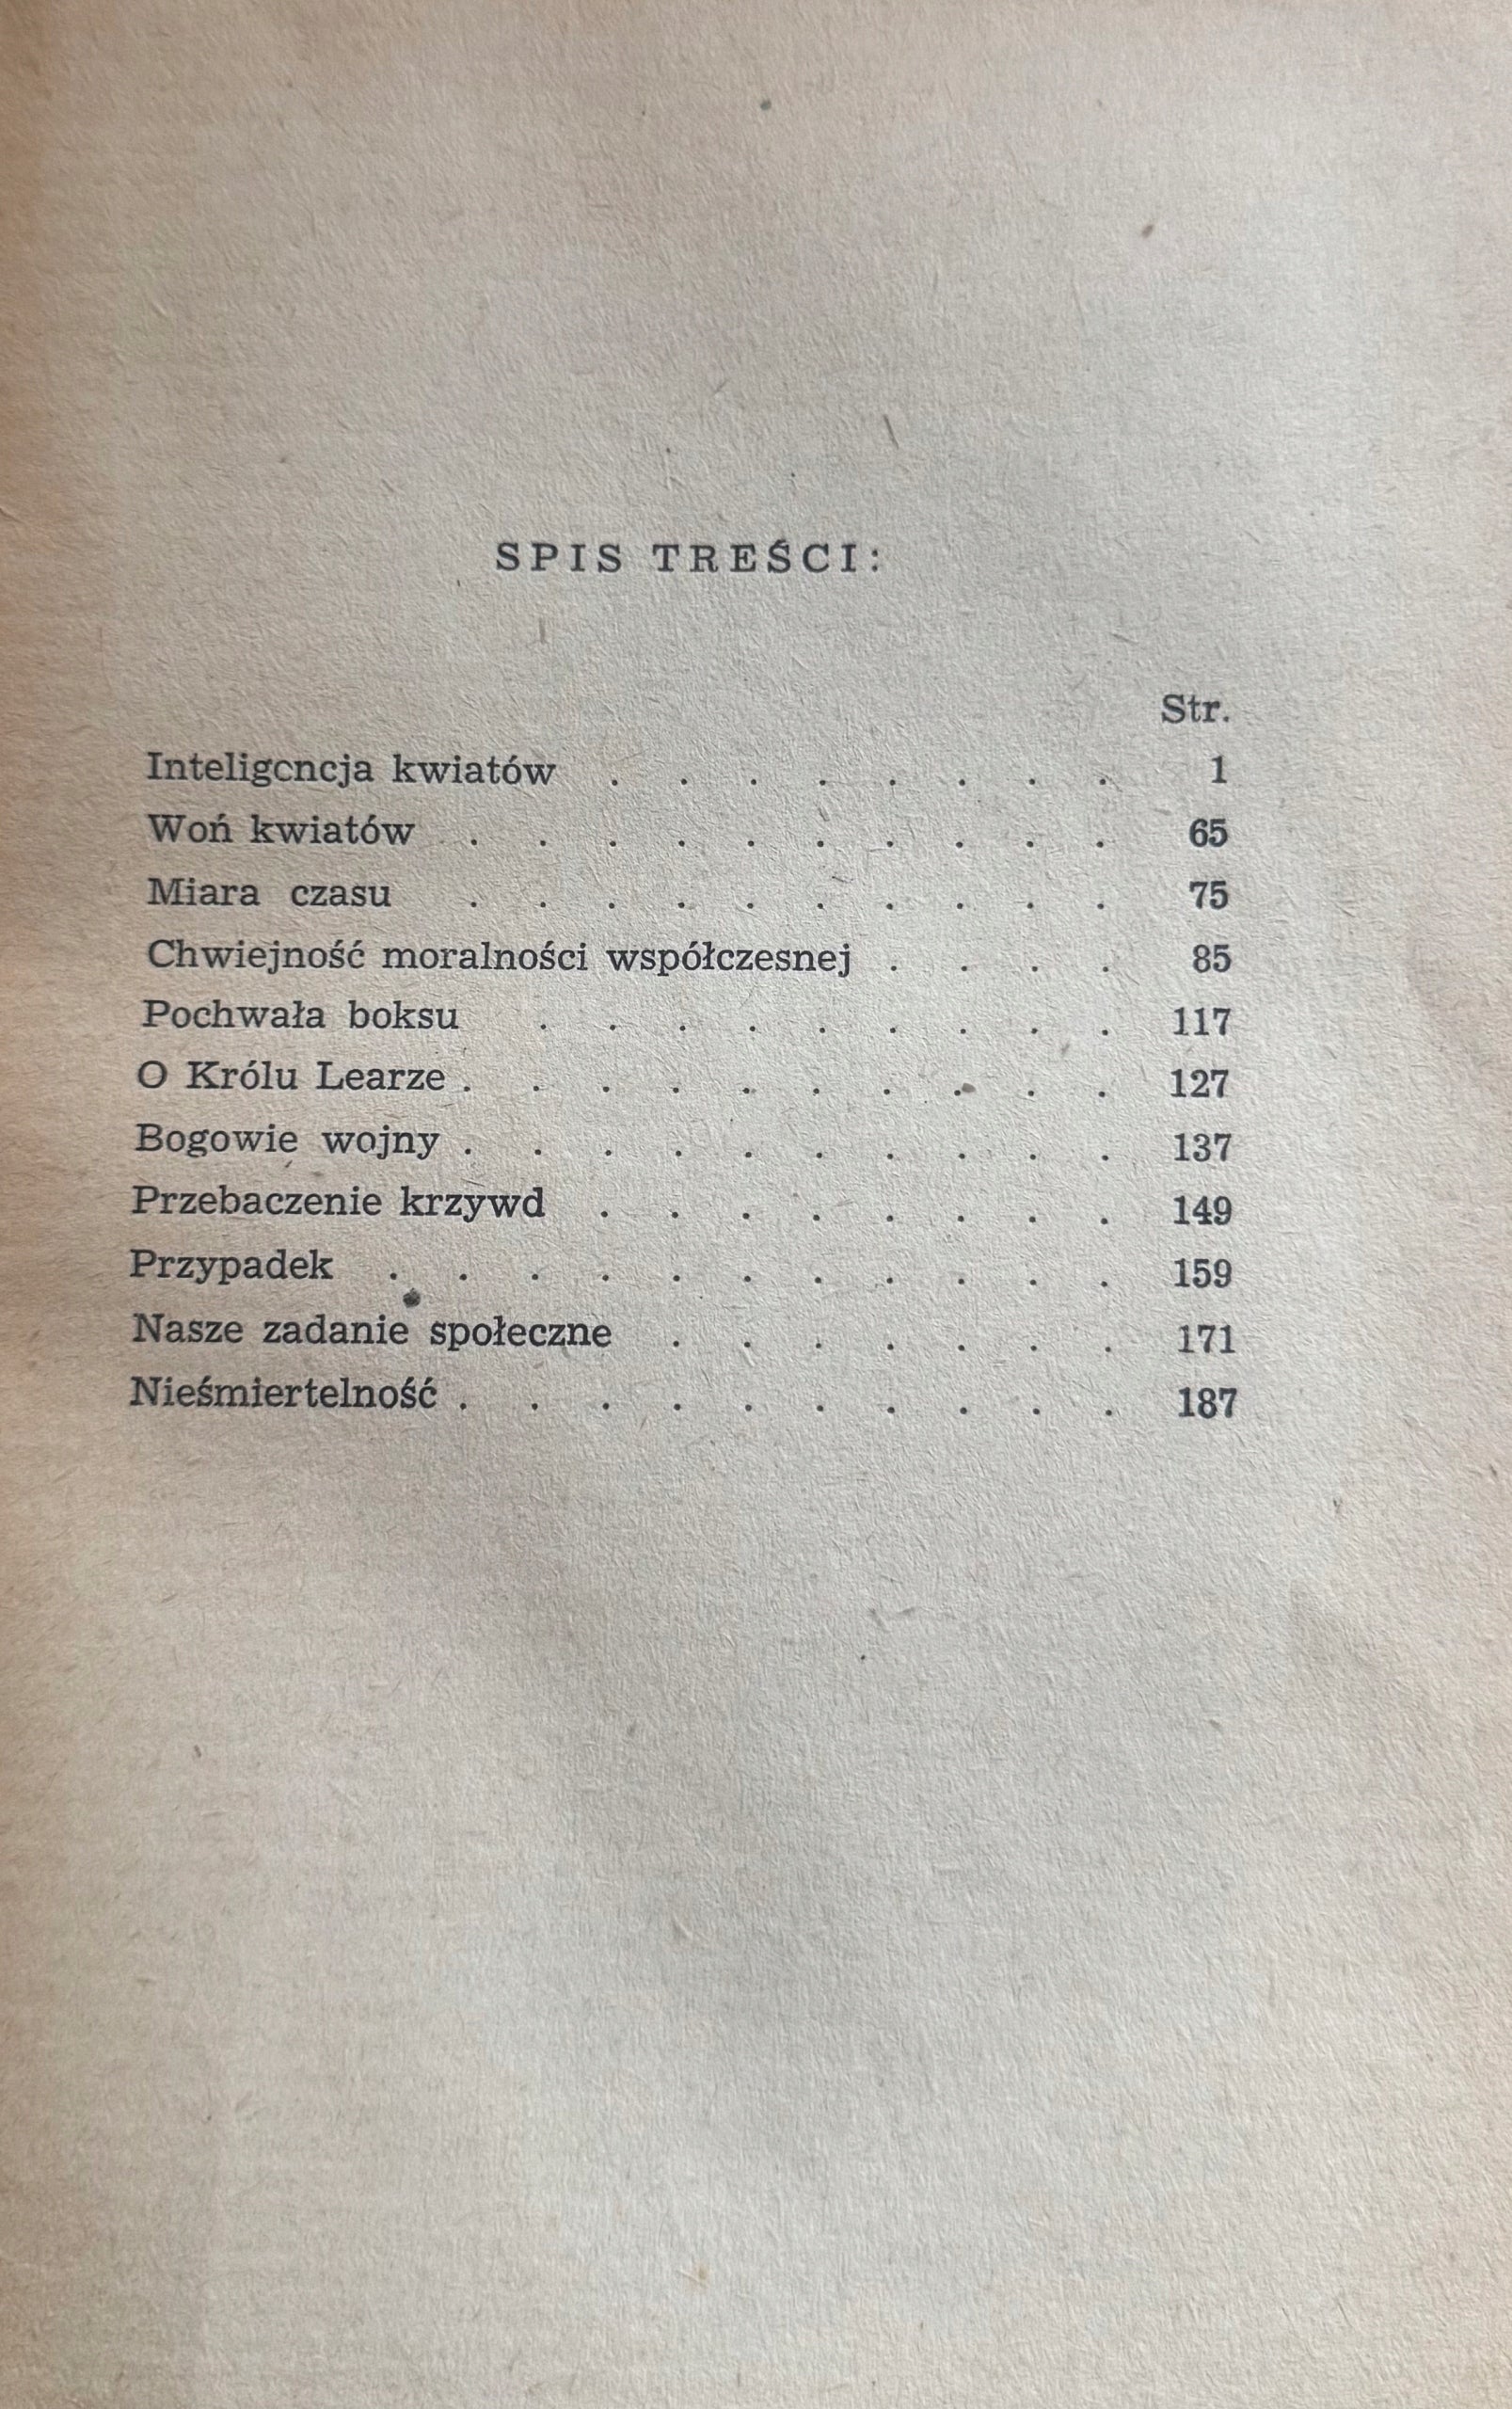 SPIS TREŚCI:
Str.
Inteligencja kwiatów . . . . . . . . 1
Woń kwiatów . . . . . . . . . . 65
Miara czasu . . . . . . . . . . 75
Chwiejność moralności współczesnej . . . . 85
Pochwała boksu . . . . . . . . . 117
O Królu Learze . . . . . . . . . . 127
Bogowie wojny . . . . . . . . . . 137
Przebaczenie krzywd . . . . . . . . 149
Przypadek . . . . . . . . . . . 159
Nasze zadanie społeczne . . . . . . . 171
Nieśmiertelność . . . . . . . . . . 187